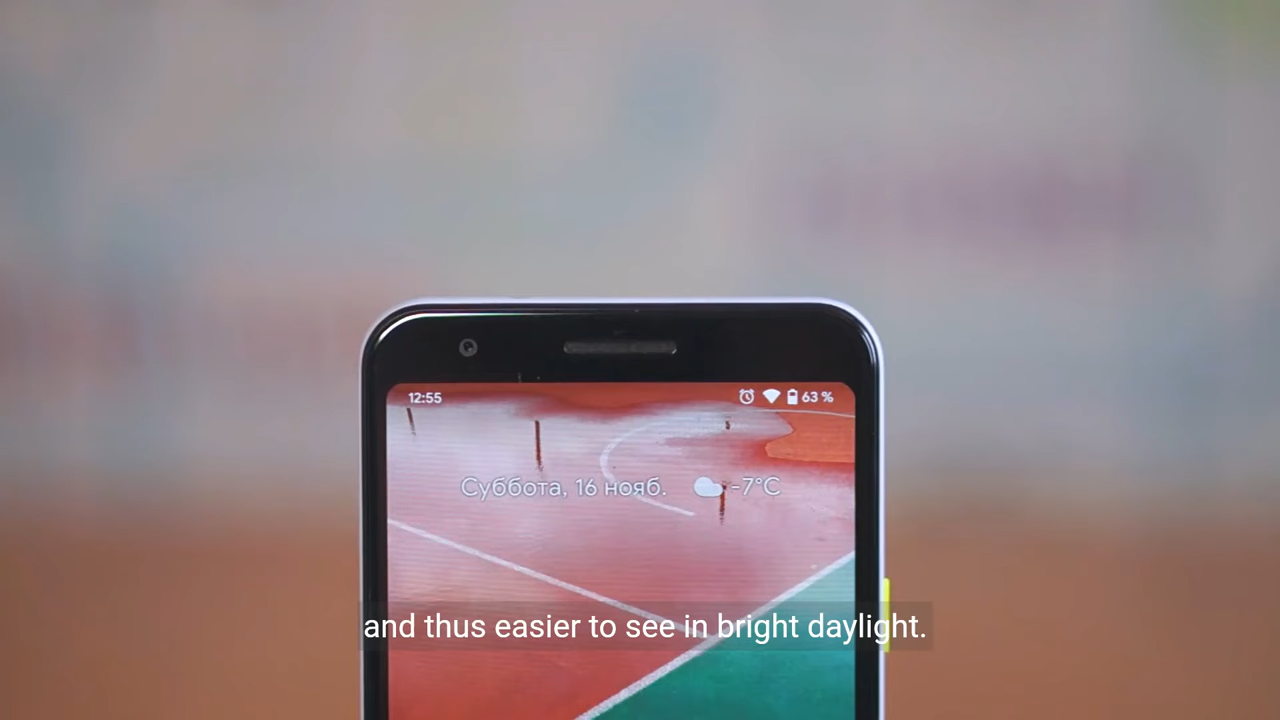 12:55
63 %
Суббота, 16 нояб.
-7°C
and thus easier to see in bright daylight.